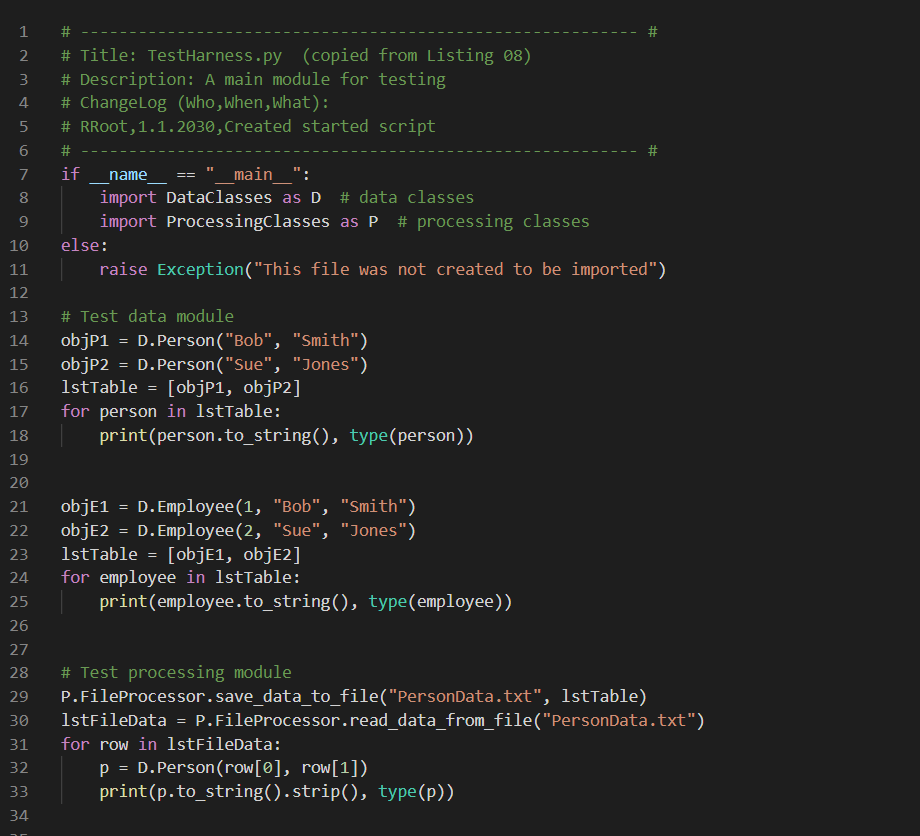 1 # ---------------------------------------------------------- #
2 # Title: TestHarness.py  (copied from Listing 08)
3 # Description: A main module for testing
4 # ChangeLog (Who,When,What):
5 # RRoot,1.1.2030,Created started script
6 # ---------------------------------------------------------- #
7 if __name__ == "__main__":
8     import DataClasses as D  # data classes
9     import ProcessingClasses as P  # processing classes
10 else:
11     raise Exception("This file was not created to be imported")
12
13 # Test data module
14 objP1 = D.Person("Bob", "Smith")
15 objP2 = D.Person("Sue", "Jones")
16 lstTable = [objP1, objP2]
17 for person in lstTable:
18     print(person.to_string(), type(person))
19
20
21 objE1 = D.Employee(1, "Bob", "Smith")
22 objE2 = D.Employee(2, "Sue", "Jones")
23 lstTable = [objE1, objE2]
24 for employee in lstTable:
25     print(employee.to_string(), type(employee))
26
27
28 # Test processing module
29 P.FileProcessor.save_data_to_file("PersonData.txt", lstTable)
30 lstFileData = P.FileProcessor.read_data_from_file("PersonData.txt")
31 for row in lstFileData:
32     p = D.Person(row[0], row[1])
33     print(p.to_string().strip(), type(p))
34